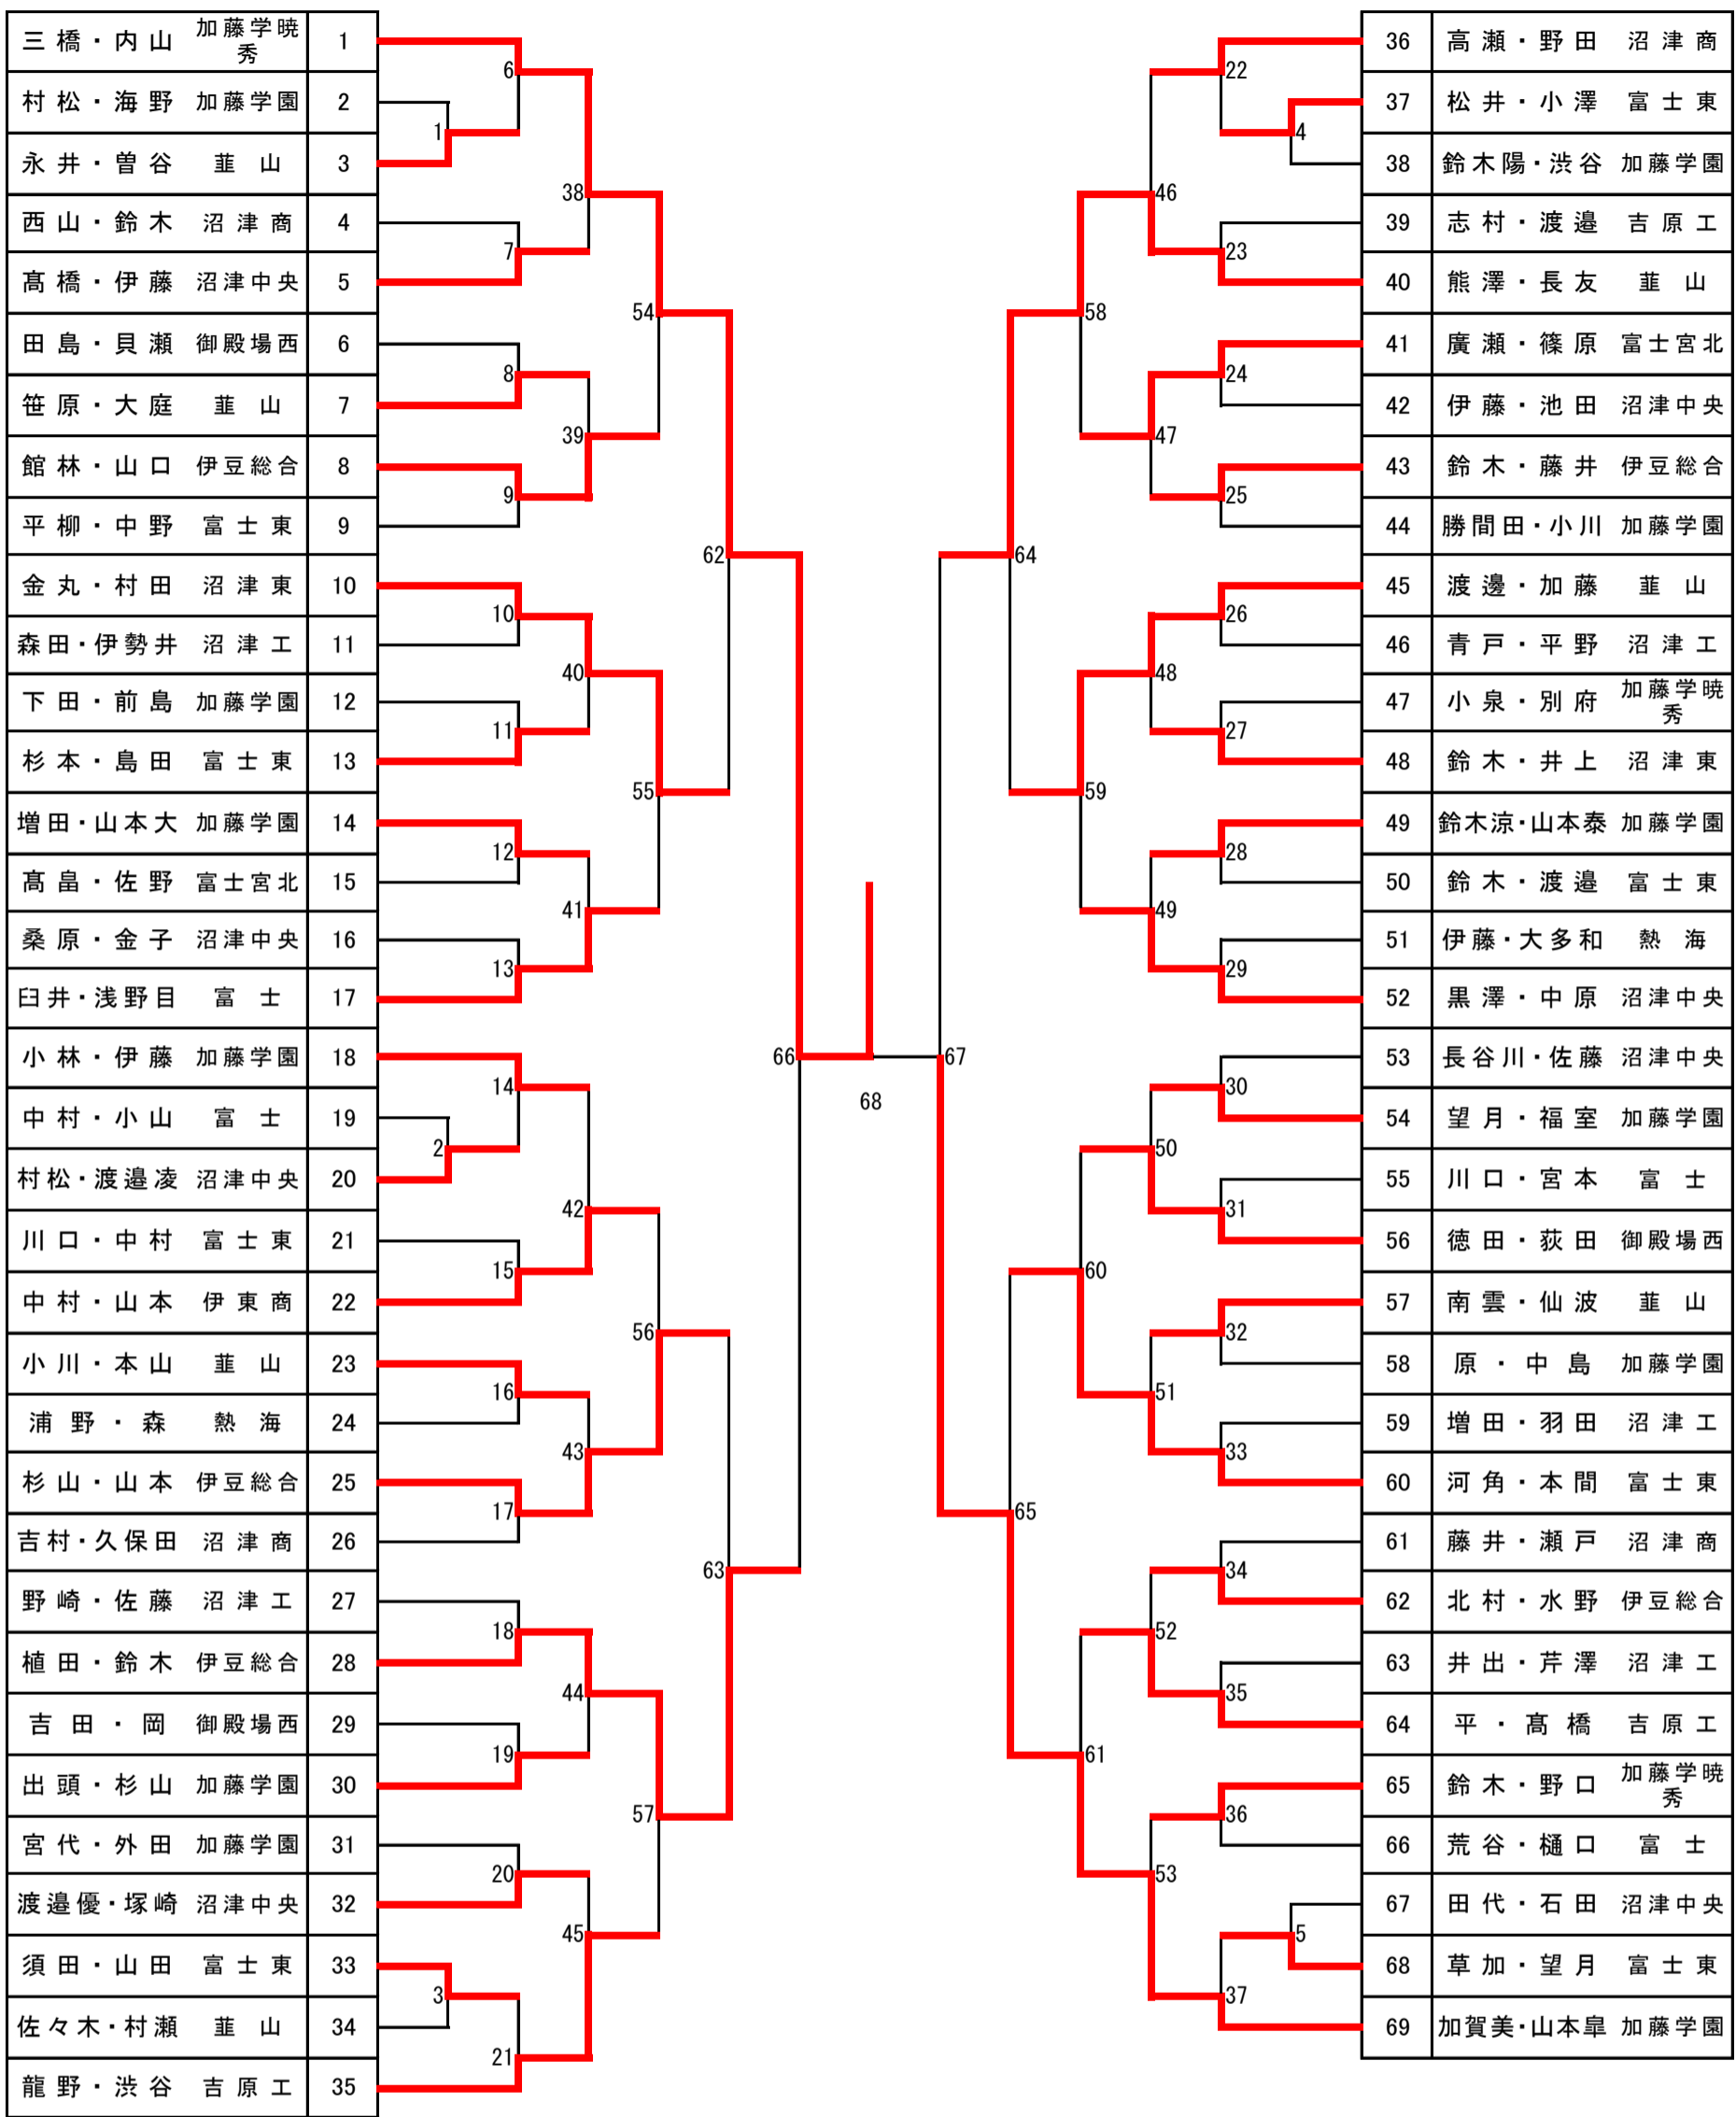 三橋・内山 加藤学暁秀 1
村松・海野 加藤学園 2
永井・曽谷 韮山 3
西山・鈴木 沼津商 4
髙橋・伊藤 沼津中央 5
田島・貝瀬 御殿場西 6
笹原・大庭 韮山 7
館林・山口 伊豆総合 8
平柳・中野 富士東 9
金丸・村田 沼津東 10
森田・伊勢井 沼津工 11
下田・前島 加藤学園 12
杉本・島田 富士東 13
増田・山本大 加藤学園 14
髙畠・佐野 富士宮北 15
桑原・金子 沼津中央 16
臼井・浅野目 富士 17
小林・伊藤 加藤学園 18
中村・小山 富士 19
村松・渡邉凌 沼津中央 20
川口・中村 富士東 21
中村・山本 伊東商 22
小川・本山 韮山 23
浦野・森 熱海 24
杉山・山本 伊豆総合 25
吉村・久保田 沼津商 26
野崎・佐藤 沼津工 27
植田・鈴木 伊豆総合 28
吉田・岡 御殿場西 29
出頭・杉山 加藤学園 30
宮代・外田 加藤学園 31
渡邉優・塚崎 沼津中央 32
須田・山田 富士東 33
佐々木・村瀬 韮山 34
龍野・渋谷 吉原工 35
1
2
3
6
7
8
9
10
11
12
13
14
15
16
17
18
19
20
21
38
39
40
41
42
43
44
45
54
55
56
57
62
63
66
68
67
64
65
58
59
60
61
46
47
48
49
50
51
52
53
22
23
24
25
26
27
28
29
30
31
32
33
34
35
36
37
4
5
36 高瀬・野田 沼津商
37 松井・小澤 富士東
38 鈴木陽・渋谷 加藤学園
39 志村・渡邉 吉原工
40 熊澤・長友 韮山
41 廣瀬・篠原 富士宮北
42 伊藤・池田 沼津中央
43 鈴木・藤井 伊豆総合
44 勝間田・小川 加藤学園
45 渡邊・加藤 韮山
46 青戸・平野 沼津工
47 小泉・別府 加藤学暁秀
48 鈴木・井上 沼津東
49 鈴木涼・山本泰 加藤学園
50 鈴木・渡邉 富士東
51 伊藤・大多和 熱海
52 黒澤・中原 沼津中央
53 長谷川・佐藤 沼津中央
54 望月・福室 加藤学園
55 川口・宮本 富士
56 徳田・荻田 御殿場西
57 南雲・仙波 韮山
58 原・中島 加藤学園
59 増田・羽田 沼津工
60 河角・本間 富士東
61 藤井・瀬戸 沼津商
62 北村・水野 伊豆総合
63 井出・芹澤 沼津工
64 平・髙橋 吉原工
65 鈴木・野口 加藤学暁秀
66 荒谷・樋口 富士
67 田代・石田 沼津中央
68 草加・望月 富士東
69 加賀美・山本皐 加藤学園